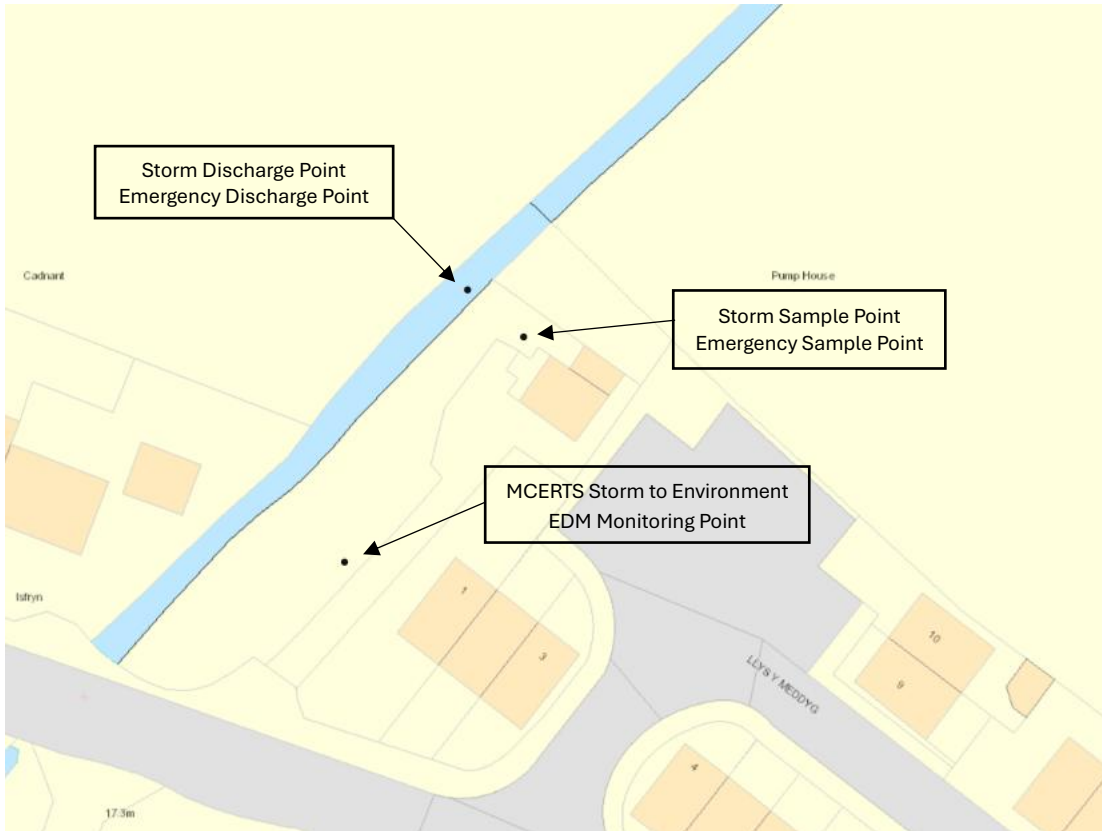 Storm Discharge Point
Emergency Discharge Point
Cadnant
Pump House
Storm Sample Point
Emergency Sample Point
MCERTS Storm to Environment
EDM Monitoring Point
1
3
Isfryn
10
9
LLYS Y MEDDYG
4
17.3m